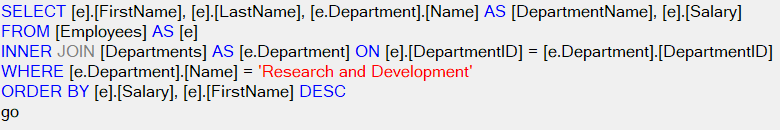 SELECT [e].[FirstName], [e].[LastName], [e.Department].[Name] AS [DepartmentName], [e].[Salary]
FROM [Employees] AS [e]
INNER JOIN [Departments] AS [e.Department] ON [e].[DepartmentID] = [e.Department].[DepartmentID]
WHERE [e.Department].[Name] = 'Research and Development'
ORDER BY [e].[Salary], [e].[FirstName] DESC
go